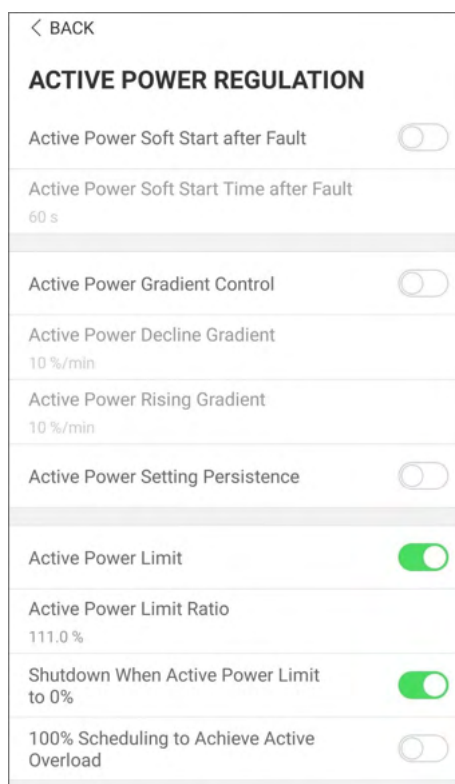 < BACK
ACTIVE POWER REGULATION
Active Power Soft Start after Fault
Active Power Soft Start Time after Fault
60 s
Active Power Gradient Control
Active Power Decline Gradient
10 %/min
Active Power Rising Gradient
10 %/min
Active Power Setting Persistence
Active Power Limit
Active Power Limit Ratio
111.0 %
Shutdown When Active Power Limit
to 0%
100% Scheduling to Achieve Active
Overload